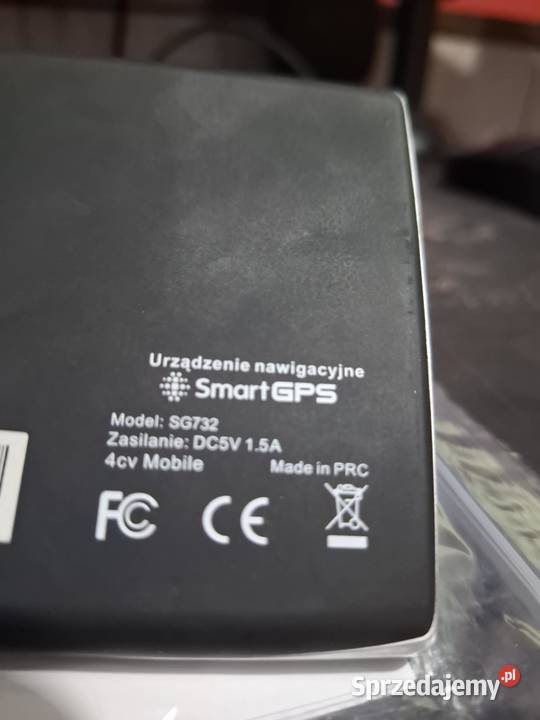 Urządzenie nawigacyjne
SmartGPS
Model: SG732
Zasilanie: DC5V 1.5A
4cv Mobile Made in PRC
FC CE
Sprzedajemy.pl